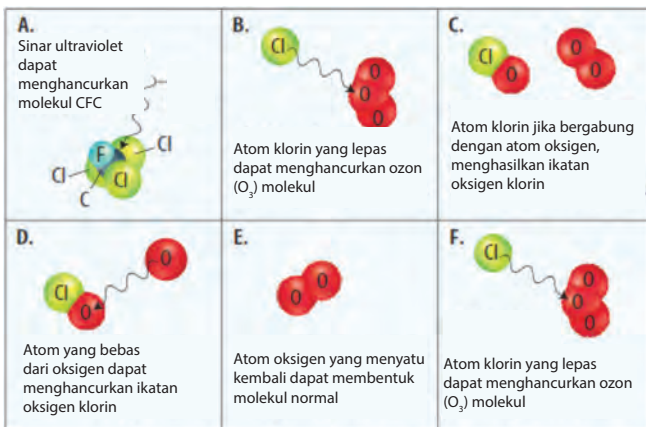 A.
Sinar ultraviolet
dapat
menghancurkan
molekul CFC
F
Cl
Cl
Cl
C
B.
Cl
O
O
O
Atom klorin yang lepas
dapat menghancurkan ozon
(O₃) molekul
C.
Cl
O
O
O
Atom klorin jika bergabung
dengan atom oksigen,
menghasilkan ikatan
oksigen klorin
D.
O
Cl
O
Atom yang bebas
dari oksigen dapat
menghancurkan ikatan
oksigen klorin
E.
O
O
Atom oksigen yang menyatu
kembali dapat membentuk
molekul normal
F.
Cl
O
O
O
Atom klorin yang lepas
dapat menghancurkan ozon
(O₃) molekul